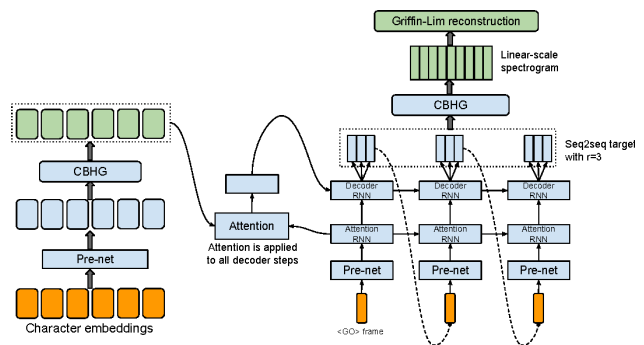 Griffin-Lim reconstruction
Linear-scale
spectrogram
CBHG
Seq2seq target
with r=3
CBHG
Decoder
RNN
Decoder
RNN
Decoder
RNN
Attention
Attention is applied
to all decoder steps
Attention
RNN
Attention
RNN
Attention
RNN
Pre-net
Pre-net
Pre-net
Pre-net
<GO> frame
Character embeddings